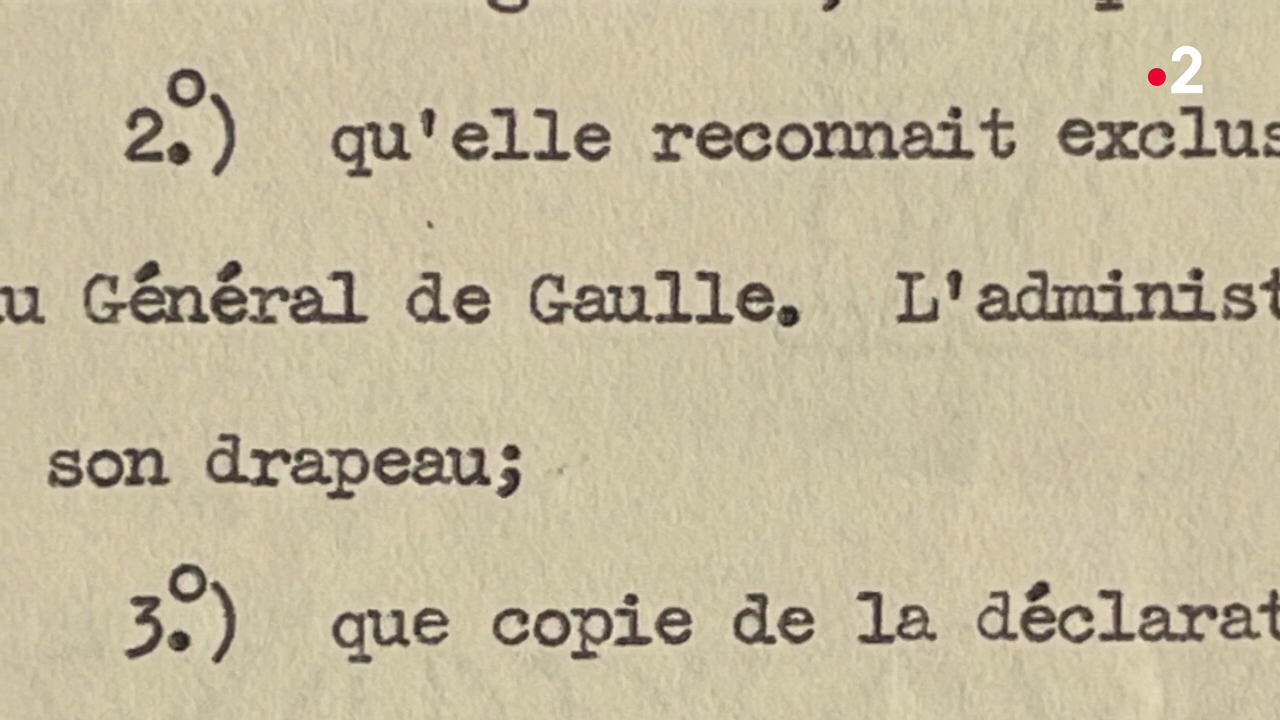 2
2.°) qu'elle reconnait exclus
u Général de Gaulle. L'administ
son drapeau;
3.°) que copie de la déclarat